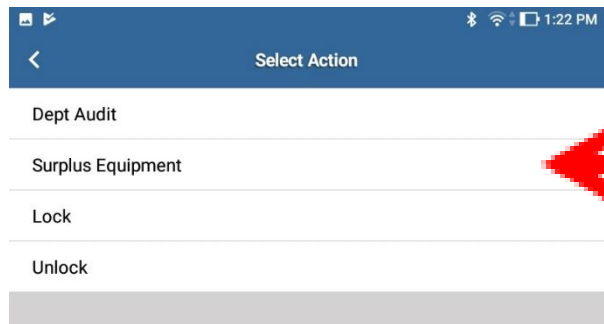 1:22 PM
Select Action
Dept Audit
Surplus Equipment
Lock
Unlock